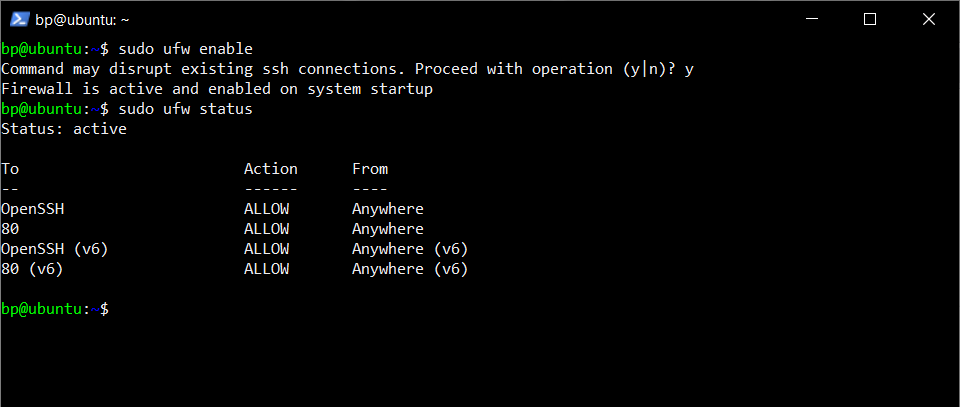 bp@ubuntu: ~
bp@ubuntu:~$ sudo ufw enable
Command may disrupt existing ssh connections. Proceed with operation (y|n)? y
Firewall is active and enabled on system startup
bp@ubuntu:~$ sudo ufw status
Status: active
To                         Action      From
--                         ------      ----
OpenSSH                    ALLOW       Anywhere
80                         ALLOW       Anywhere
OpenSSH (v6)               ALLOW       Anywhere (v6)
80 (v6)                    ALLOW       Anywhere (v6)
bp@ubuntu:~$